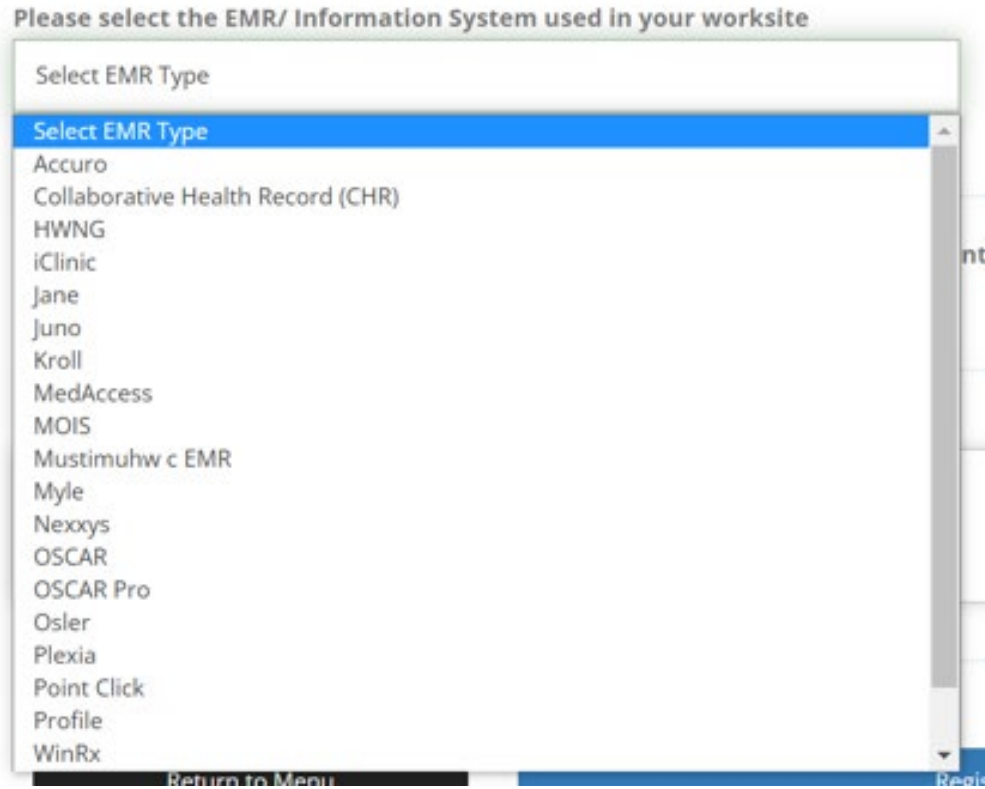 Please select the EMR/ Information System used in your worksite
Select EMR Type
Select EMR Type
Accuro
Collaborative Health Record (CHR)
HWNG
iClinic
nt
Jane
Juno
Kroll
MedAccess
MOIS
Mustimuhw c EMR
Myle
Nexxys
OSCAR
OSCAR Pro
Osler
Plexia
Point Click
Profile
WinRx
Return to Menu
Regis